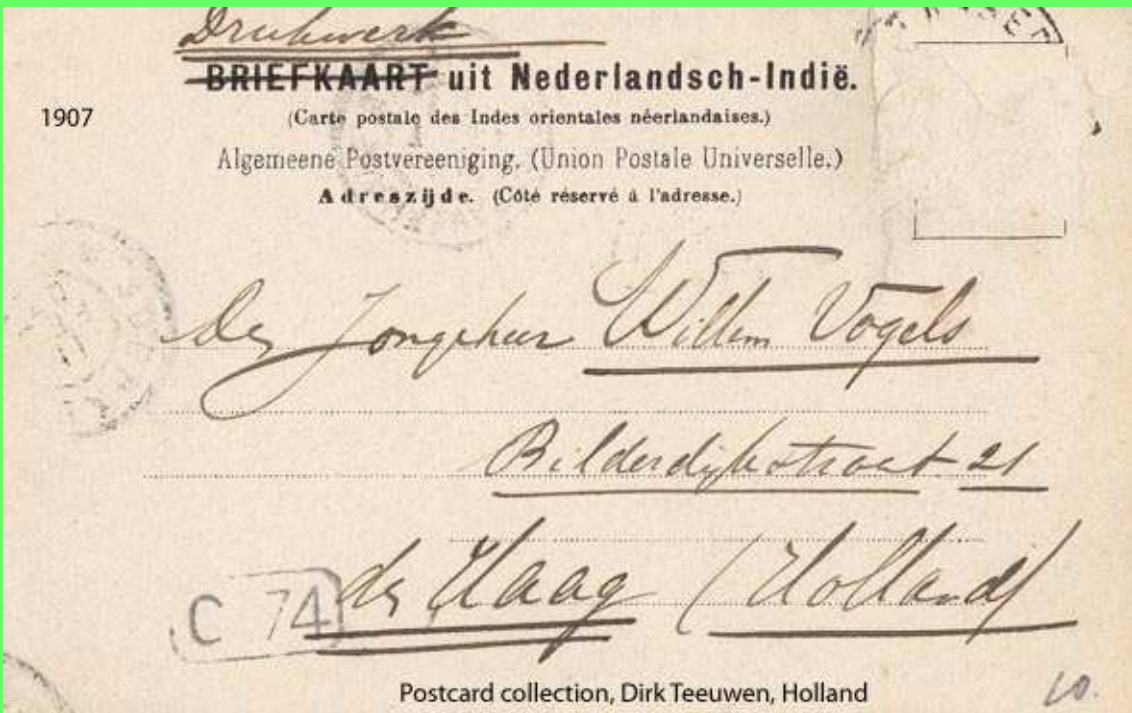 Drukwerk
BRIEFKAART uit Nederlandsch-Indië.
1907
(Carte postale des Indes orientales néerlandaises.)
Algemeene Postvereeniging. (Union Postale Universelle.)
Adreszijde. (Côté réservé à l'adresse.)
Jongeheer Willem Vogels
Bilderdijkstraat 21
den Haag (Holland)
C 74
Postcard collection, Dirk Teeuwen, Holland
10.